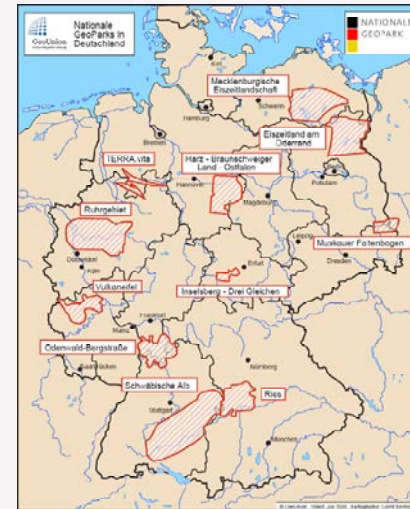 GeoUnion
Nationale
GeoParks in
Deutschland
NATIONALER
GEOPARK
Kiel
Mecklenburgische
Eiszeitlandschaft
Schwerin
Hamburg
Eiszeitland am
Oderrand
Bremen
TERRA.vita
Harz - Braunschweiger
Land - Ostfalen
Hannover
Potsdam
Magdeburg
Ruhrgebiet
Düsseldorf
Köln
Leipzig
Muskauer Faltenbogen
Dresden
Erfurt
Vulkaneifel
Inselsberg - Drei Gleichen
Frankfurt
Mainz
Odenwald-Bergstraße
Saarbrücken
Nürnberg
Schwäbische Alb
Ries
Stuttgart
München